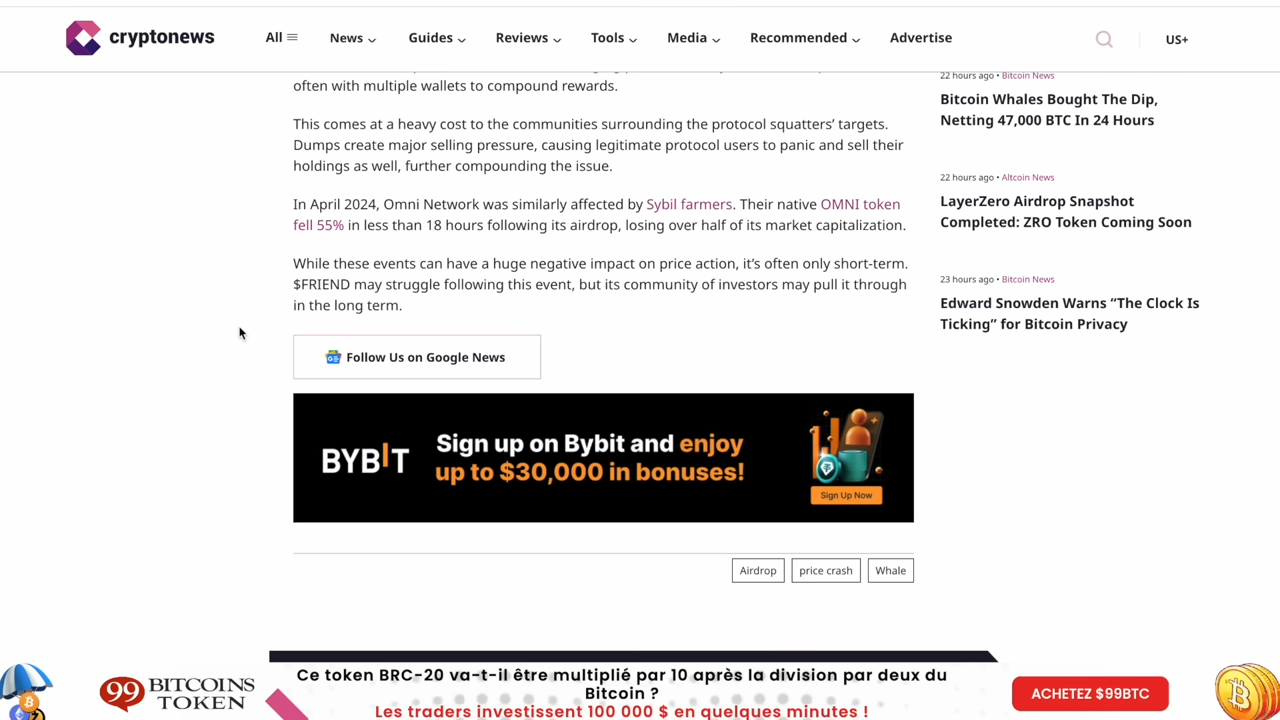 cryptonews
All
News
Guides
Reviews
Tools
Media
Recommended
Advertise
US+
often with multiple wallets to compound rewards.
This comes at a heavy cost to the communities surrounding the protocol squatters’ targets.
Dumps create major selling pressure, causing legitimate protocol users to panic and sell their
holdings as well, further compounding the issue.
In April 2024, Omni Network was similarly affected by Sybil farmers. Their native OMNI token
fell 55% in less than 18 hours following its airdrop, losing over half of its market capitalization.
While these events can have a huge negative impact on price action, it’s often only short-term.
$FRIEND may struggle following this event, but its community of investors may pull it through
in the long term.
Follow Us on Google News
BYBIT
Sign up on Bybit and enjoy
up to $30,000 in bonuses!
Sign Up Now
Airdrop
price crash
Whale
22 hours ago • Bitcoin News
Bitcoin Whales Bought The Dip,
Netting 47,000 BTC In 24 Hours
22 hours ago • Altcoin News
LayerZero Airdrop Snapshot
Completed: ZRO Token Coming Soon
23 hours ago • Bitcoin News
Edward Snowden Warns “The Clock Is
Ticking” for Bitcoin Privacy
99 BITCOINS
TOKEN
Ce token BRC-20 va-t-il être multiplié par 10 après la division par deux du
Bitcoin ?
Les traders investissent 100 000 $ en quelques minutes !
ACHETEZ $99BTC